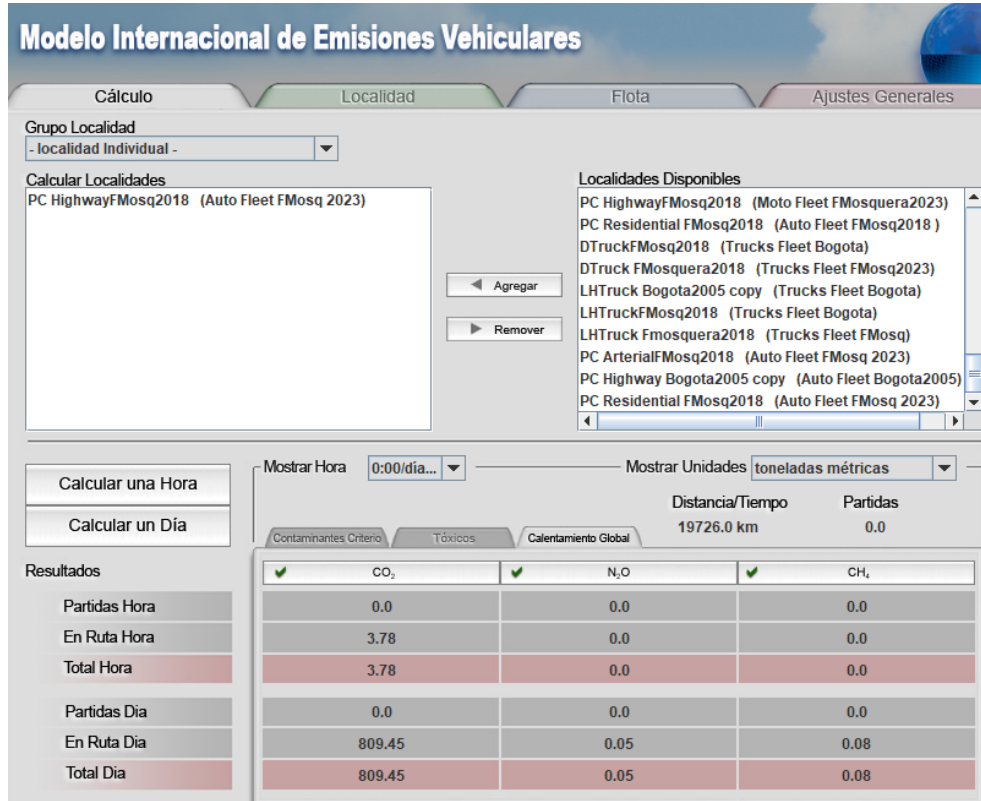 Modelo Internacional de Emisiones Vehiculares
Cálculo Localidad Flota Ajustes Generales
Grupo Localidad
- localidad Individual -
Calcular Localidades
PC HighwayFMosq2018 (Auto Fleet FMosq 2023)
Agregar
Remover
Localidades Disponibles
PC HighwayFMosq2018 (Moto Fleet FMosquera2023)
PC Residential FMosq2018 (Auto Fleet FMosq2018 )
DTruckFMosq2018 (Trucks Fleet Bogota)
DTruck FMosquera2018 (Trucks Fleet FMosq2023)
LHTruck Bogota2005 copy (Trucks Fleet Bogota)
LHTruckFMosq2018 (Trucks Fleet Bogota)
LHTruck Fmosquera2018 (Trucks Fleet FMosq)
PC ArterialFMosq2018 (Auto Fleet FMosq 2023)
PC Highway Bogota2005 copy (Auto Fleet Bogota2005)
PC Residential FMosq2018 (Auto Fleet FMosq 2023)
Calcular una Hora
Calcular un Día
Mostrar Hora 0:00/día... Mostrar Unidades toneladas métricas
Distancia/Tiempo Partidas
19726.0 km 0.0
Contaminantes Criterio Tóxicos Calentamiento Global
Resultados CO₂ N₂O CH₄
Partidas Hora 0.0 0.0 0.0
En Ruta Hora 3.78 0.0 0.0
Total Hora 3.78 0.0 0.0
Partidas Dia 0.0 0.0 0.0
En Ruta Dia 809.45 0.05 0.08
Total Dia 809.45 0.05 0.08